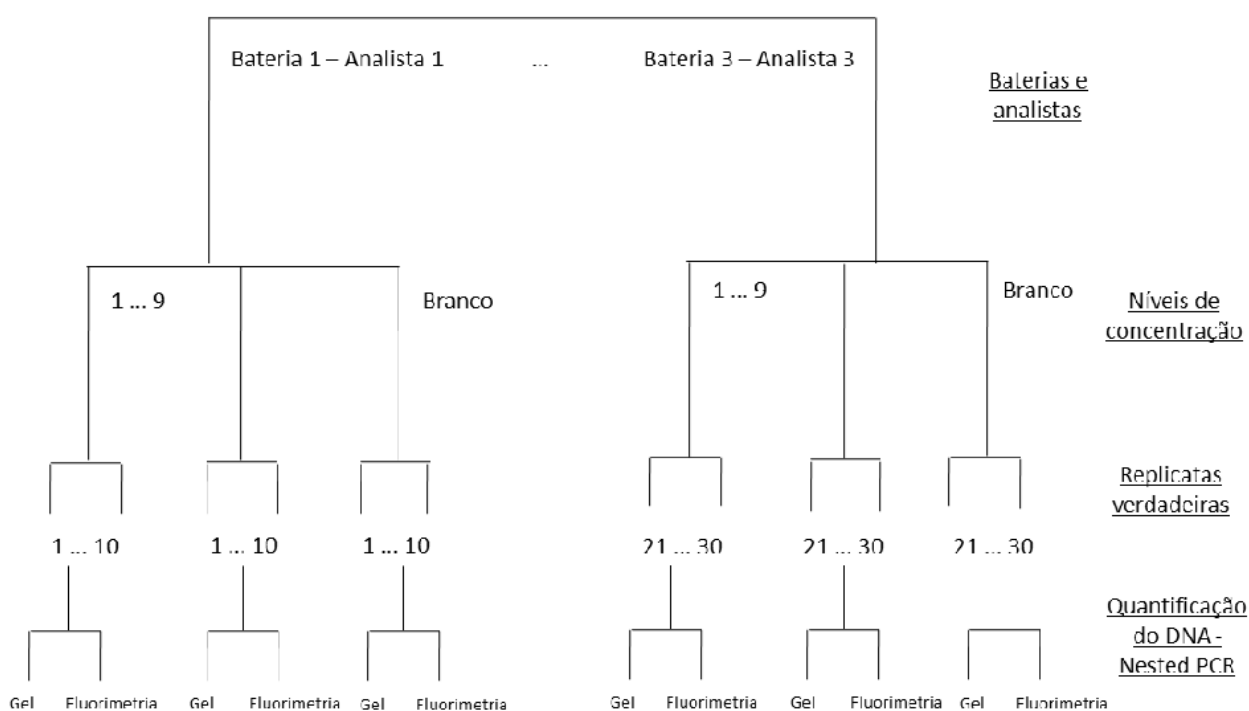 Bateria 1 – Analista 1 ... Bateria 3 – Analista 3
Baterias e
analistas
1 ... 9 Branco 1 ... 9 Branco
Níveis de
concentração
Replicatas
verdadeiras
1 ... 10 1 ... 10 1 ... 10 21 ... 30 21 ... 30 21 ... 30
Quantificação
do DNA -
Nested PCR
Gel Fluorimetria Gel Fluorimetria Gel Fluorimetria Gel Fluorimetria Gel Fluorimetria Gel Fluorimetria